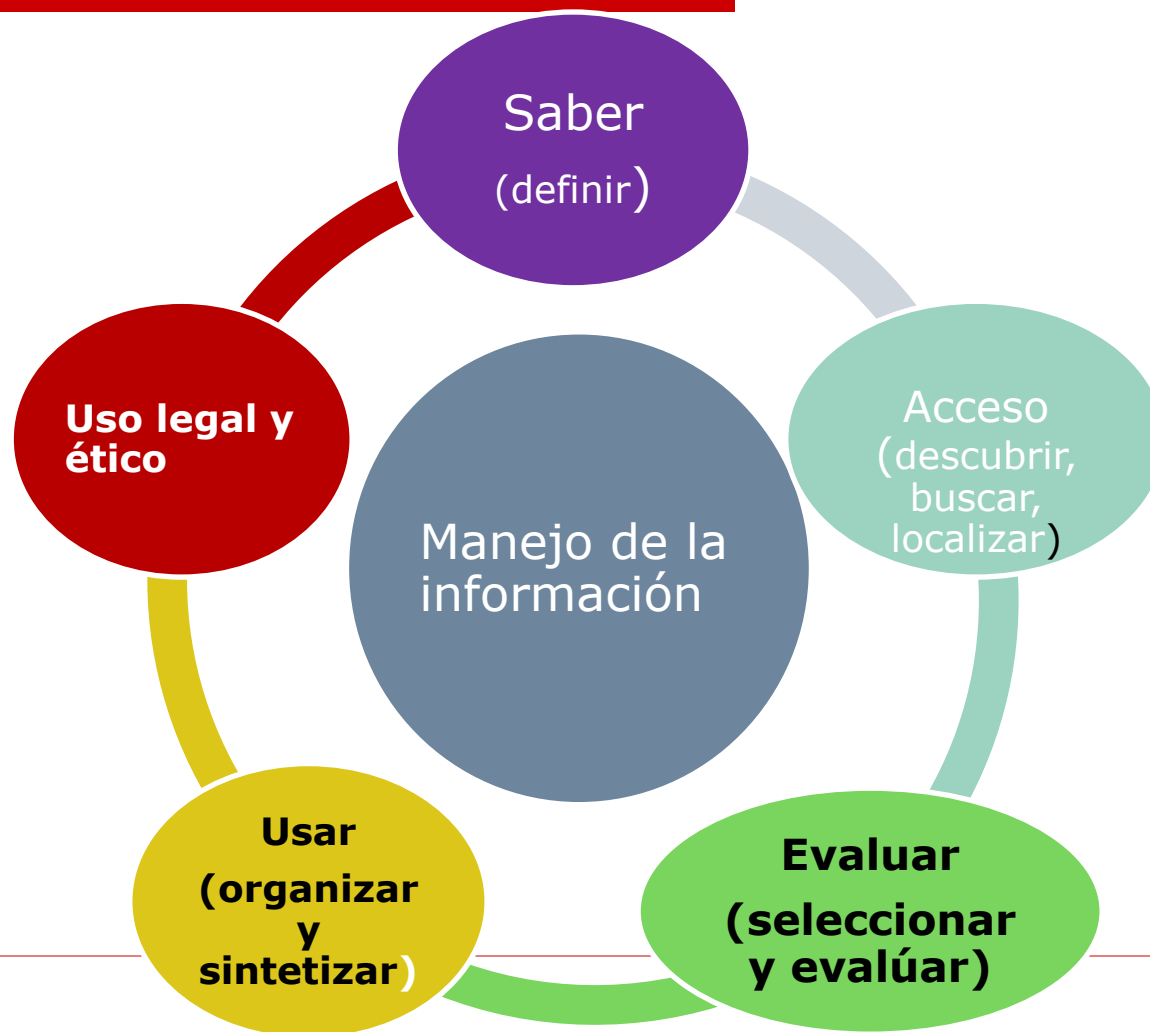 Saber
(definir)
Acceso
(descubrir,
buscar,
localizar)
Uso legal y
ético
Manejo de la
información
Usar
(organizar
y
sintetizar)
Evaluar
(seleccionar
y evalúar)